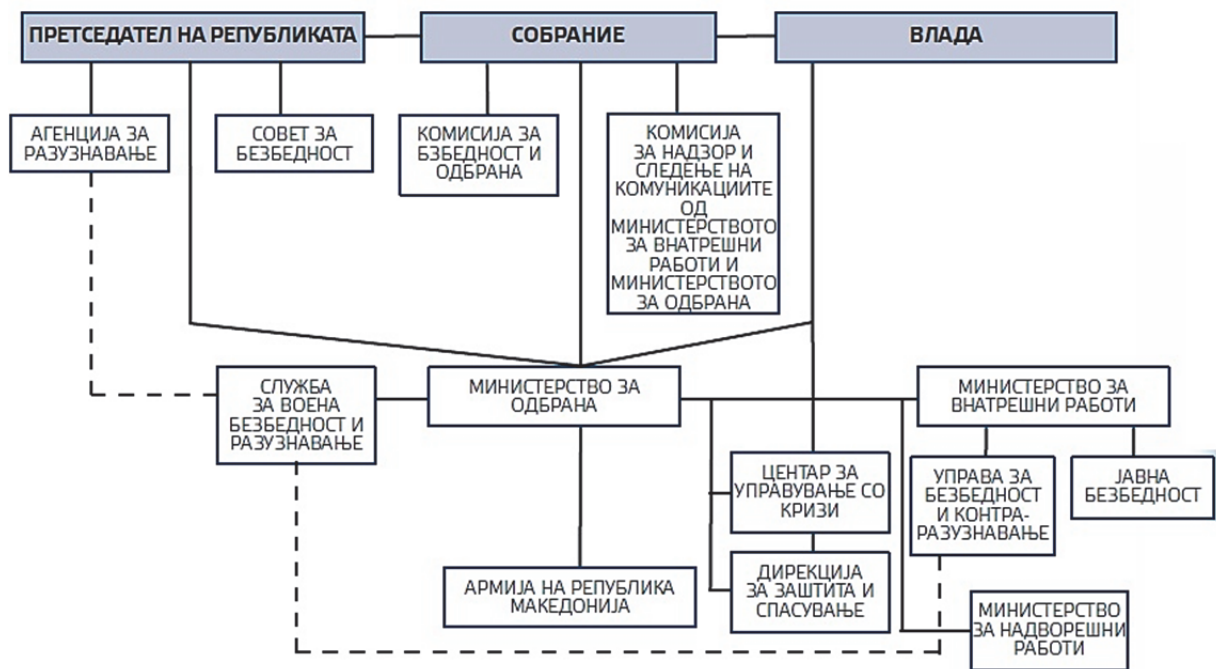 ПРЕТСЕДАТЕЛ НА РЕПУБЛИКАТА
СОБРАНИЕ
ВЛАДА
АГЕНЦИЈА ЗА
РАЗУЗНАВАЊЕ
СОВЕТ ЗА
БЕЗБЕДНОСТ
КОМИСИЈА ЗА
БЗБЕДНОСТ И
ОДБРАНА
КОМИСИЈА
ЗА НАДЗОР И
СЛЕДЕЊЕ НА
КОМУНИКАЦИИТЕ
ОД
МИНИСТЕРСТВОТО
ЗА ВНАТРЕШНИ
РАБОТИ И
МИНИСТЕРСТВОТО
ЗА ОДБРАНА
СЛУЖБА
ЗА ВОЕНА
БЕЗБЕДНОСТ И
РАЗУЗНАВАЊЕ
МИНИСТЕРСТВО ЗА
ОДБРАНА
МИНИСТЕРСТВО ЗА
ВНАТРЕШНИ РАБОТИ
ЦЕНТАР ЗА
УПРАВУВАЊЕ СО
КРИЗИ
УПРАВА ЗА
БЕЗБЕДНОСТ
И КОНТРА-
РАЗУЗНАВАЊЕ
ЈАВНА
БЕЗБЕДНОСТ
АРМИЈА НА РЕПУБЛИКА
МАКЕДОНИЈА
ДИРЕКЦИЈА
ЗА ЗАШТИТА И
СПАСУВАЊЕ
МИНИСТЕРСТВО
ЗА НАДВОРЕШНИ
РАБОТИ